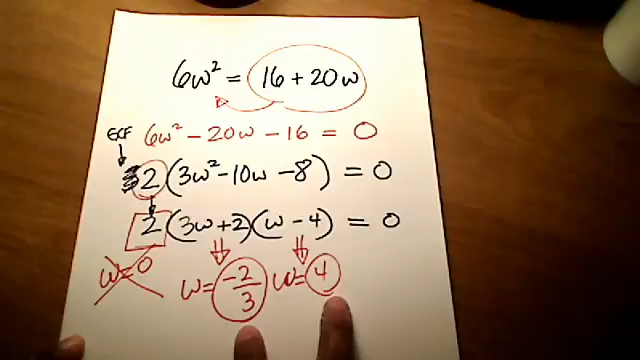 6w² = 16 + 20w
6w² - 20w - 16 = 0
2(3w² - 10w - 8) = 0
2(3w + 2)(w - 4) = 0
w = 0 w = -2/3 w = 4